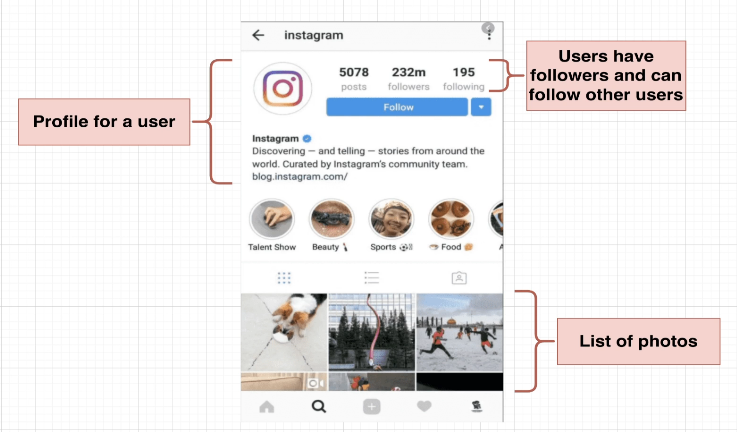 instagram
5078 232m 195
posts followers following
Follow
Instagram
Discovering — and telling — stories from around the
world. Curated by Instagram's community team.
blog.instagram.com/
Talent Show Beauty Sports Food A
Profile for a user
Users have
followers and can
follow other users
List of photos